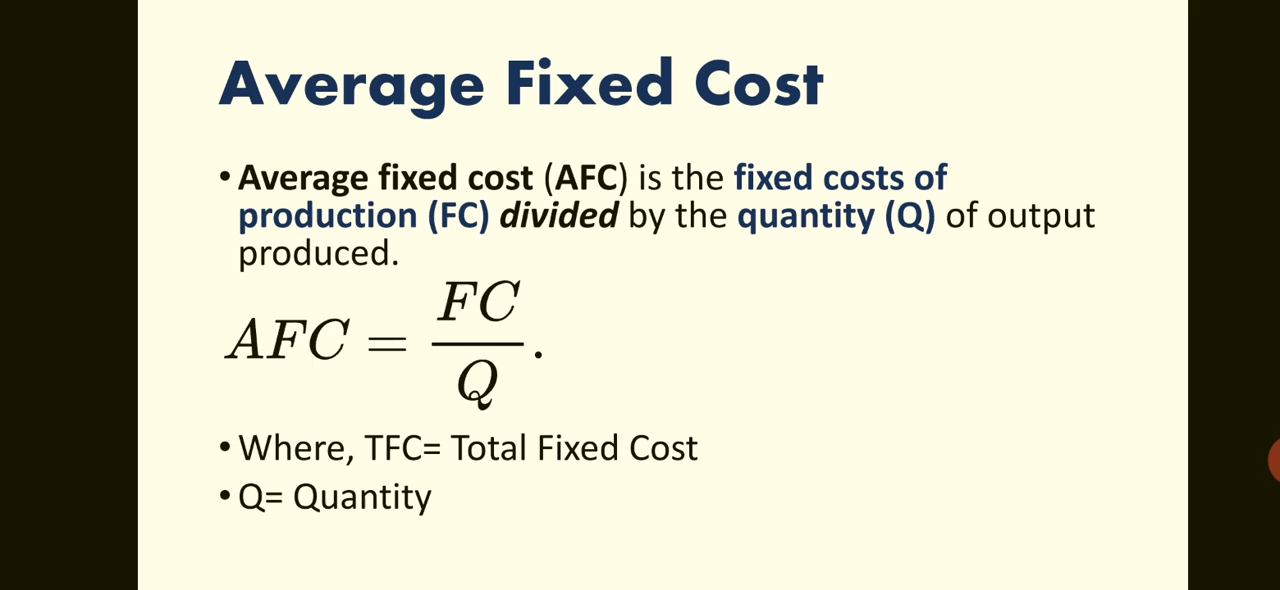 Average Fixed Cost
• Average fixed cost (AFC) is the fixed costs of
production (FC) divided by the quantity (Q) of output
produced.
AFC = FC / Q .
• Where, TFC= Total Fixed Cost
• Q= Quantity